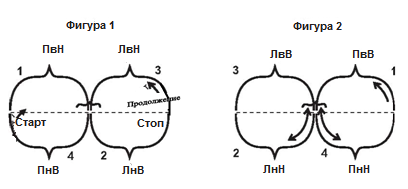 Фигура 1
Фигура 2
ПвН
ЛвН
ЛвВ
ПвВ
1
3
3
1
Продолжение
Старт
Стоп
4
2
2
4
ПнВ
ЛнВ
ЛнН
ПнН